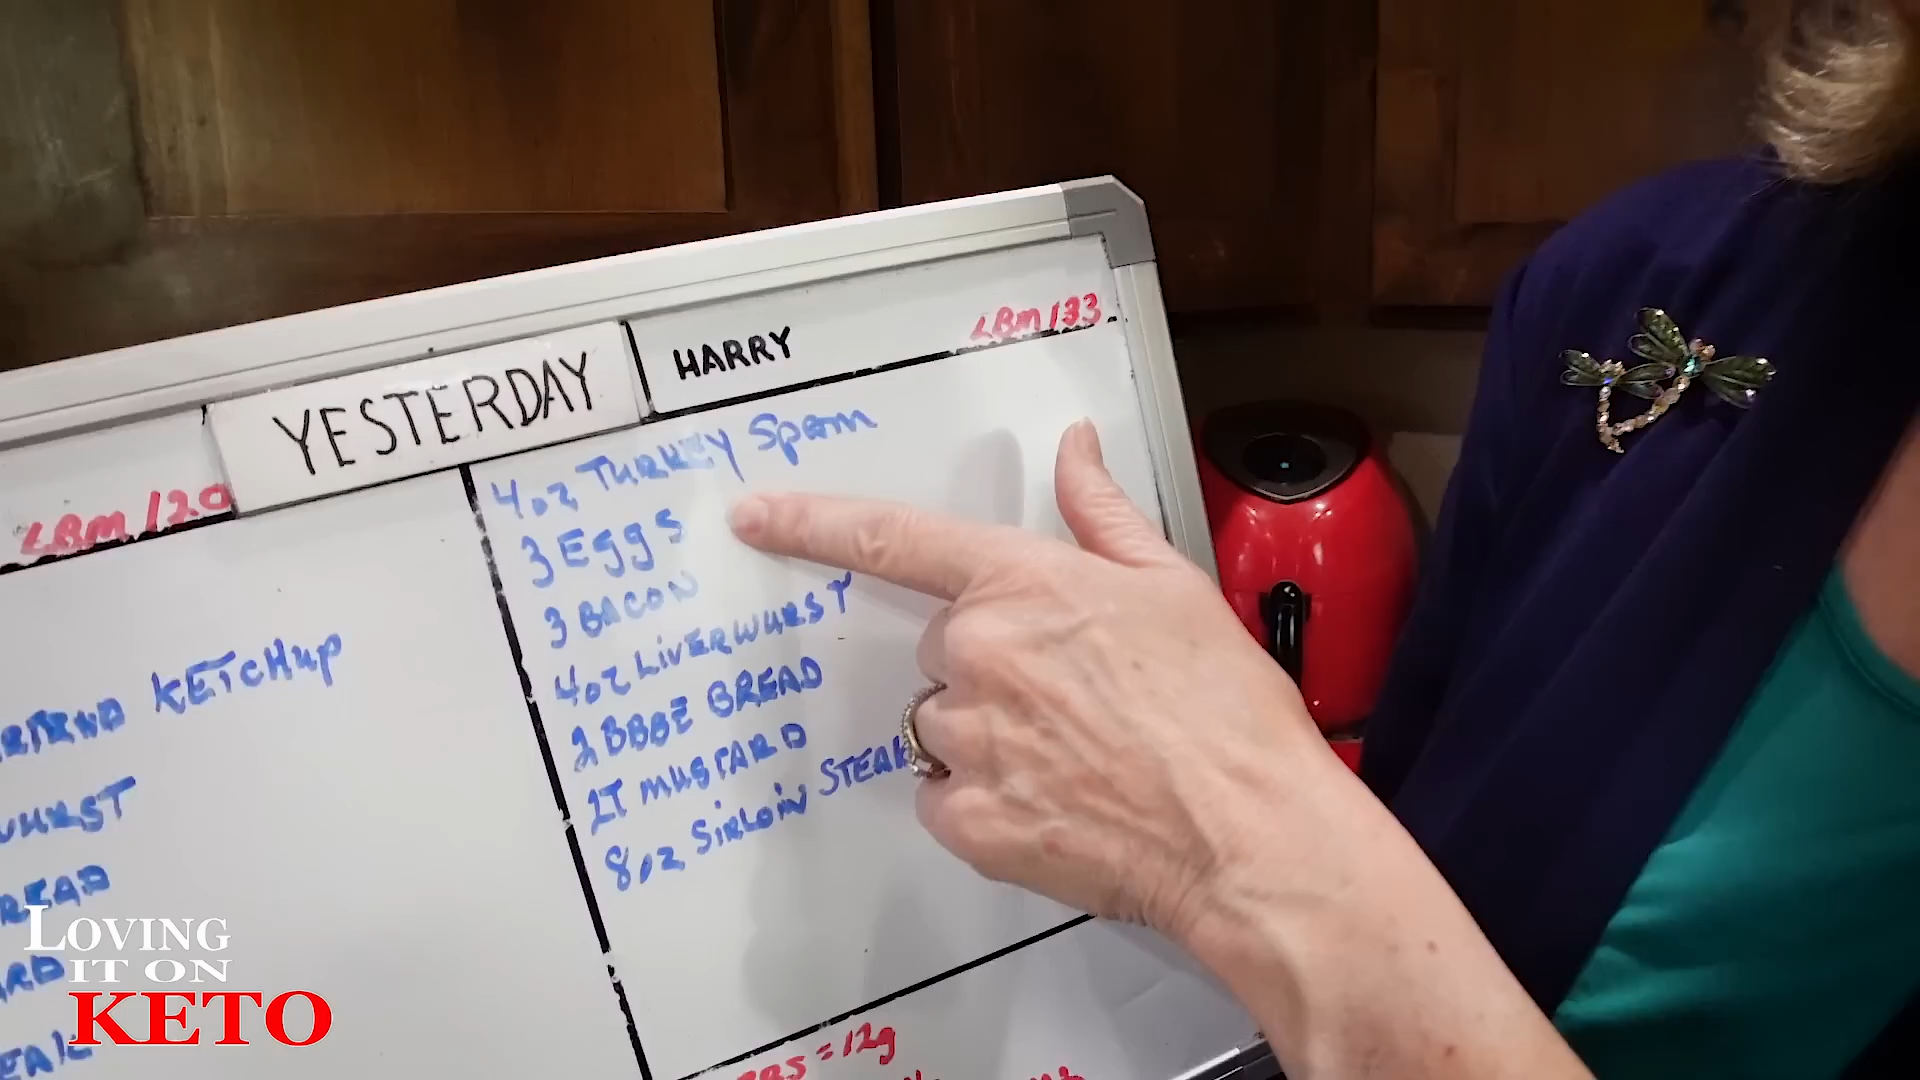 YESTERDAY
HARRY
LBM 133
LBM 120
KETCHUP
4oz TURKEY Spam
3 Eggs
3 BACON
4oz LiVERWURST
2 BBBE BREAD
2T MUSTARD
8oz SiRLOiN STEAK
= 12g
LOVING
IT ON
KETO